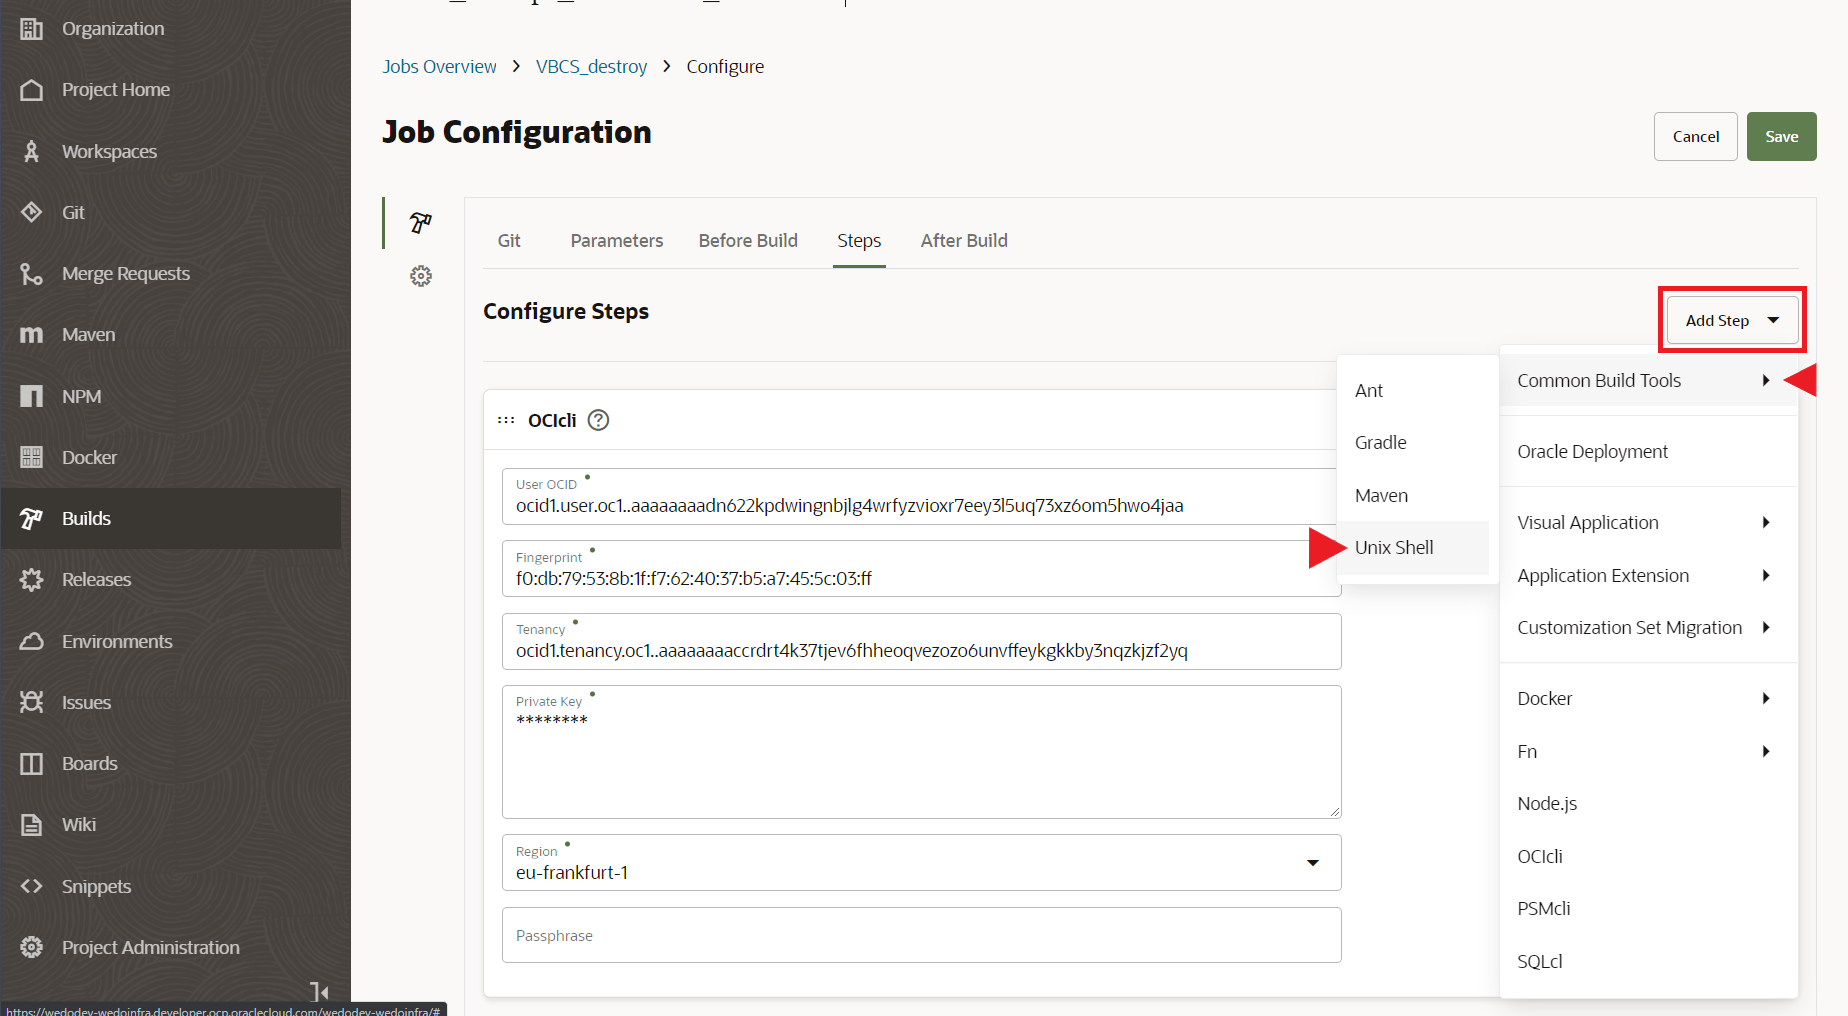 Organization
Project Home
Workspaces
Git
Merge Requests
Maven
NPM
Docker
Builds
Releases
Environments
Issues
Boards
Wiki
Snippets
Project Administration
https://wedodev-wedoinfra.developer.ocp.oraclecloud.com/wedodev-wedoinfra/#
Jobs Overview > VBCS_destroy > Configure
Job Configuration
Cancel Save
Git Parameters Before Build Steps After Build
Configure Steps
Add Step
OCIcli ?
User OCID
ocid1.user.oc1..aaaaaaaadn622kpdwingnbjlg4wrfyzvioxr7eey3l5uq73xz6om5hwo4jaa
Fingerprint
f0:db:79:53:8b:1f:f7:62:40:37:b5:a7:45:5c:03:ff
Tenancy
ocid1.tenancy.oc1..aaaaaaaaccrdrt4k37tjev6fhheoqvezozo6unvffeykgkkby3nqzkjzf2yq
Private Key
********
Region
eu-frankfurt-1
Passphrase
Ant
Gradle
Maven
Unix Shell
Common Build Tools
Oracle Deployment
Visual Application
Application Extension
Customization Set Migration
Docker
Fn
Node.js
OCIcli
PSMcli
SQLcl